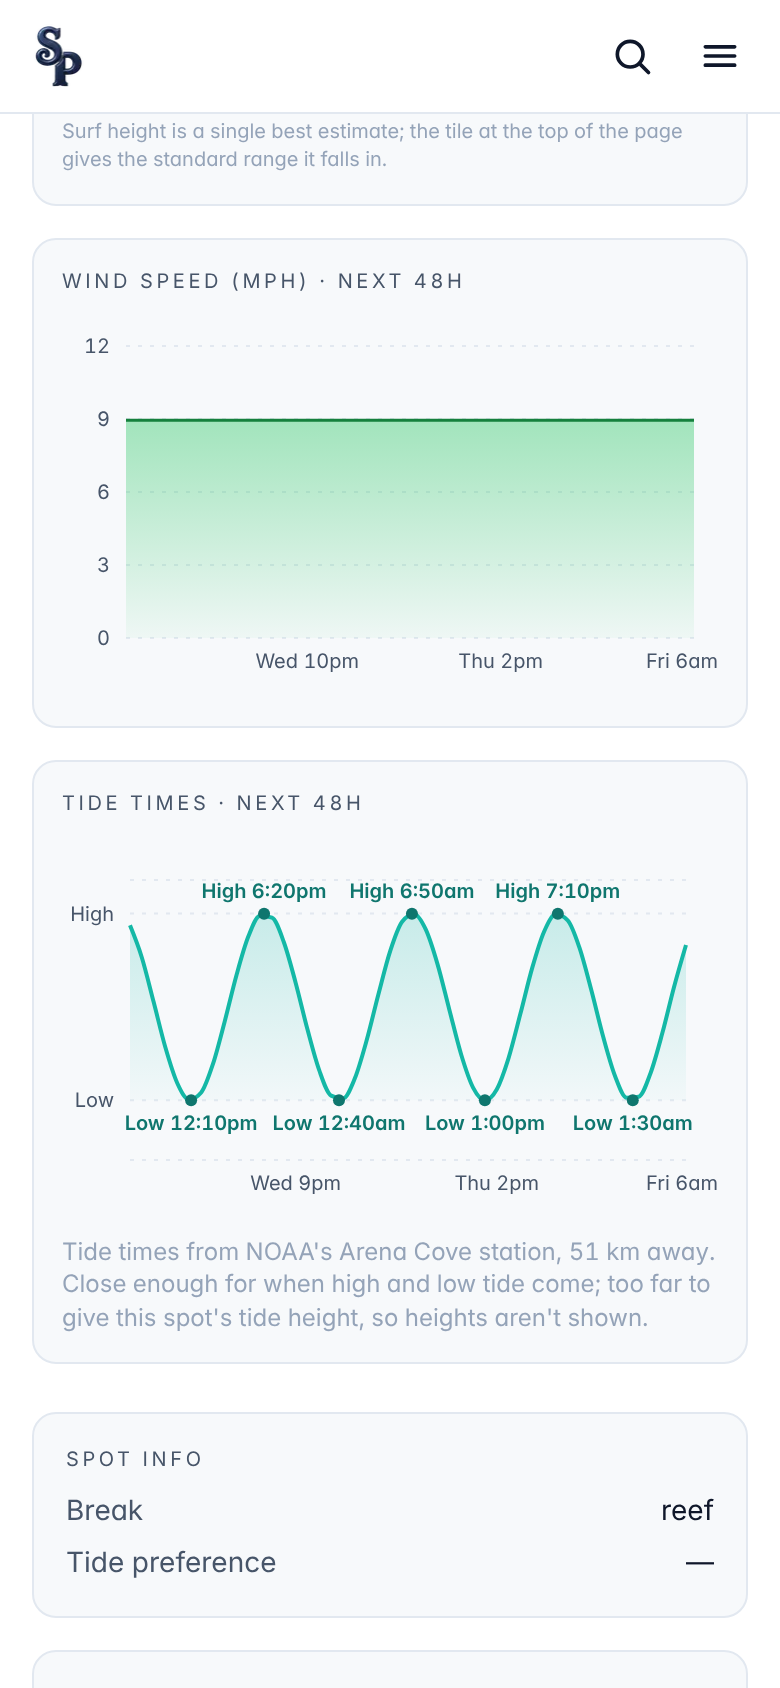 SP
Surf height is a single best estimate; the tile at the top of the page
gives the standard range it falls in.
WIND SPEED (MPH) · NEXT 48H
12
9
6
3
0
Wed 10pm Thu 2pm Fri 6am
TIDE TIMES · NEXT 48H
High 6:20pm High 6:50am High 7:10pm
High
Low
Low 12:10pm Low 12:40am Low 1:00pm Low 1:30am
Wed 9pm Thu 2pm Fri 6am
Tide times from NOAA's Arena Cove station, 51 km away.
Close enough for when high and low tide come; too far to
give this spot's tide height, so heights aren't shown.
SPOT INFO
Break reef
Tide preference —